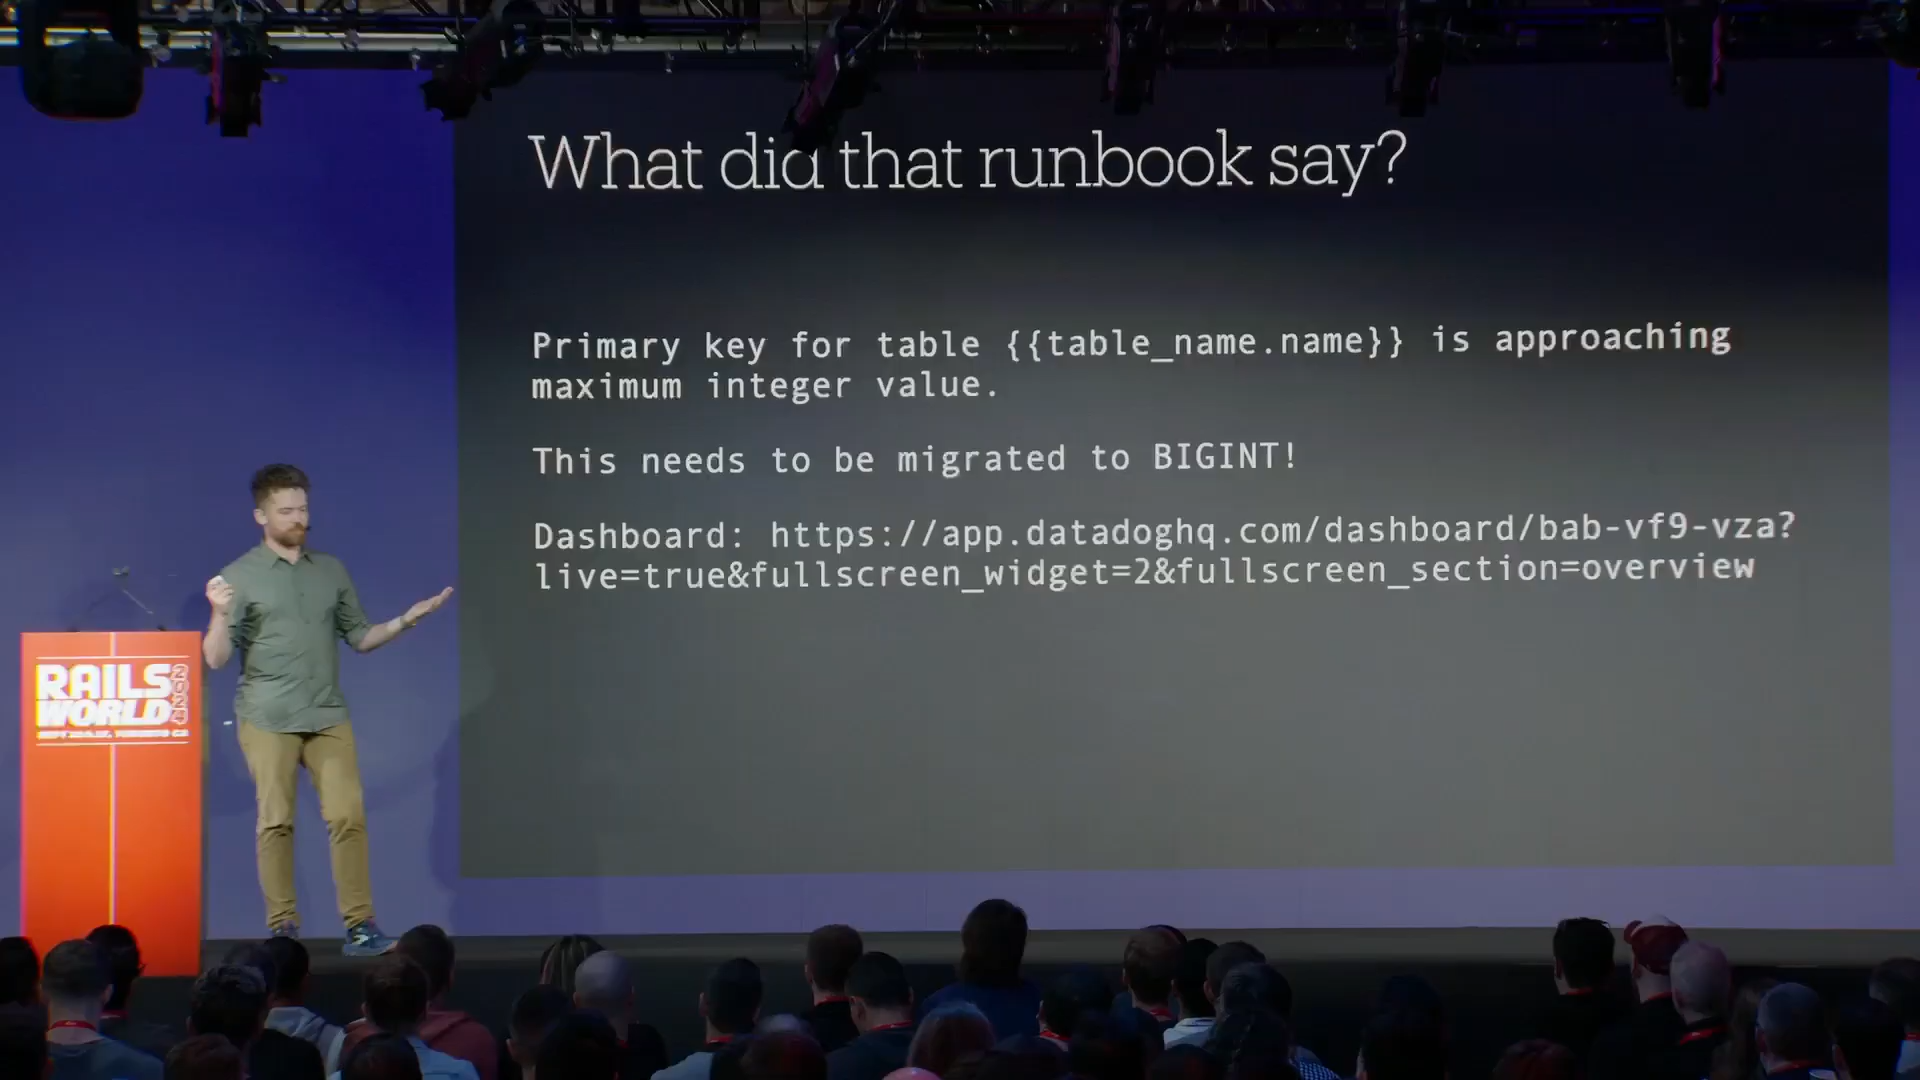 What did that runbook say?
Primary key for table {{table_name.name}} is approaching
maximum integer value.
This needs to be migrated to BIGINT!
Dashboard: https://app.datadoghq.com/dashboard/bab-vf9-vza?
live=true&fullscreen_widget=2&fullscreen_section=overview
RAILS
WORLD
2024